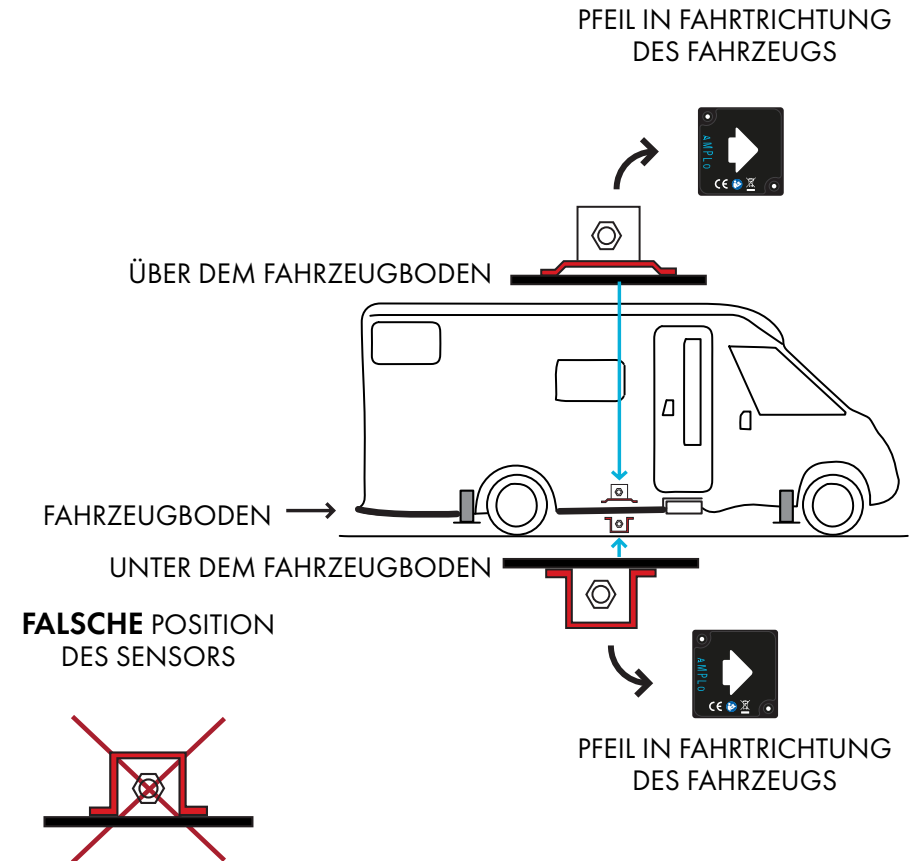 PFEIL IN FAHRTRICHTUNG
DES FAHRZEUGS
AMPLo
CE
ÜBER DEM FAHRZEUGBODEN
FAHRZEUGBODEN
UNTER DEM FAHRZEUGBODEN
FALSCHE POSITION
DES SENSORS
AMPLo
CE
PFEIL IN FAHRTRICHTUNG
DES FAHRZEUGS